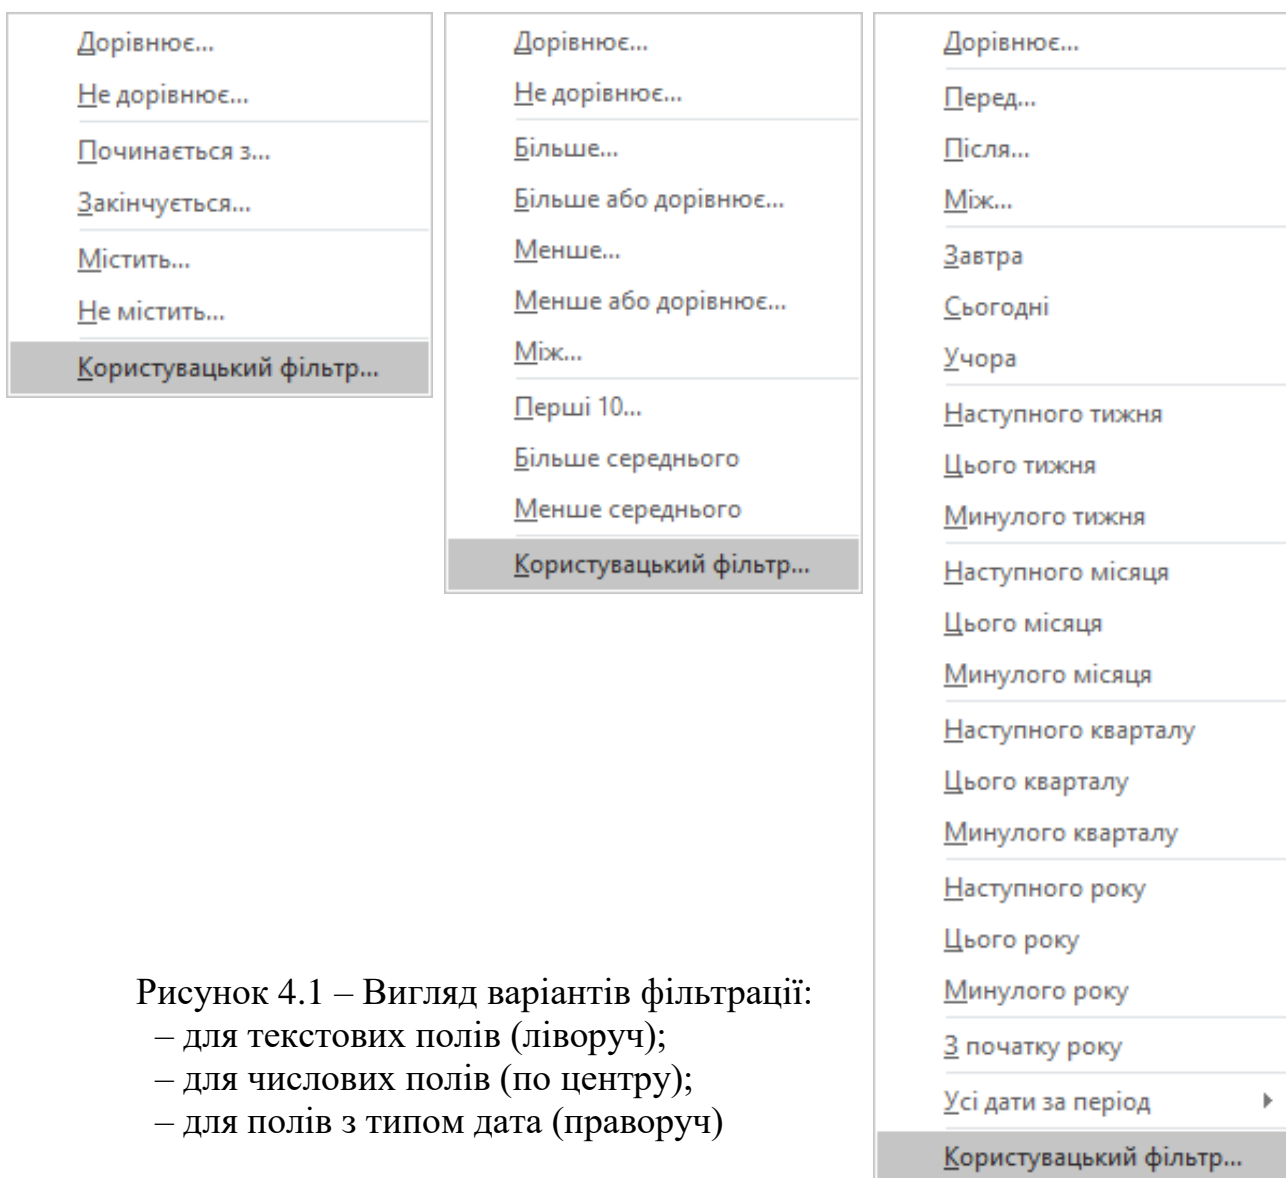 Дорівнює...
Не дорівнює...
Починається з...
Закінчується...
Містить...
Не містить...
Користувацький фільтр...
Дорівнює...
Не дорівнює...
Більше...
Більше або дорівнює...
Менше...
Менше або дорівнює...
Між...
Перші 10...
Більше середнього
Менше середнього
Користувацький фільтр...
Дорівнює...
Перед...
Після...
Між...
Завтра
Сьогодні
Учора
Наступного тижня
Цього тижня
Минулого тижня
Наступного місяця
Цього місяця
Минулого місяця
Наступного кварталу
Цього кварталу
Минулого кварталу
Наступного року
Цього року
Минулого року
З початку року
Усі дати за період
Користувацький фільтр...
Рисунок 4.1 – Вигляд варіантів фільтрації:
– для текстових полів (ліворуч);
– для числових полів (по центру);
– для полів з типом дата (праворуч)